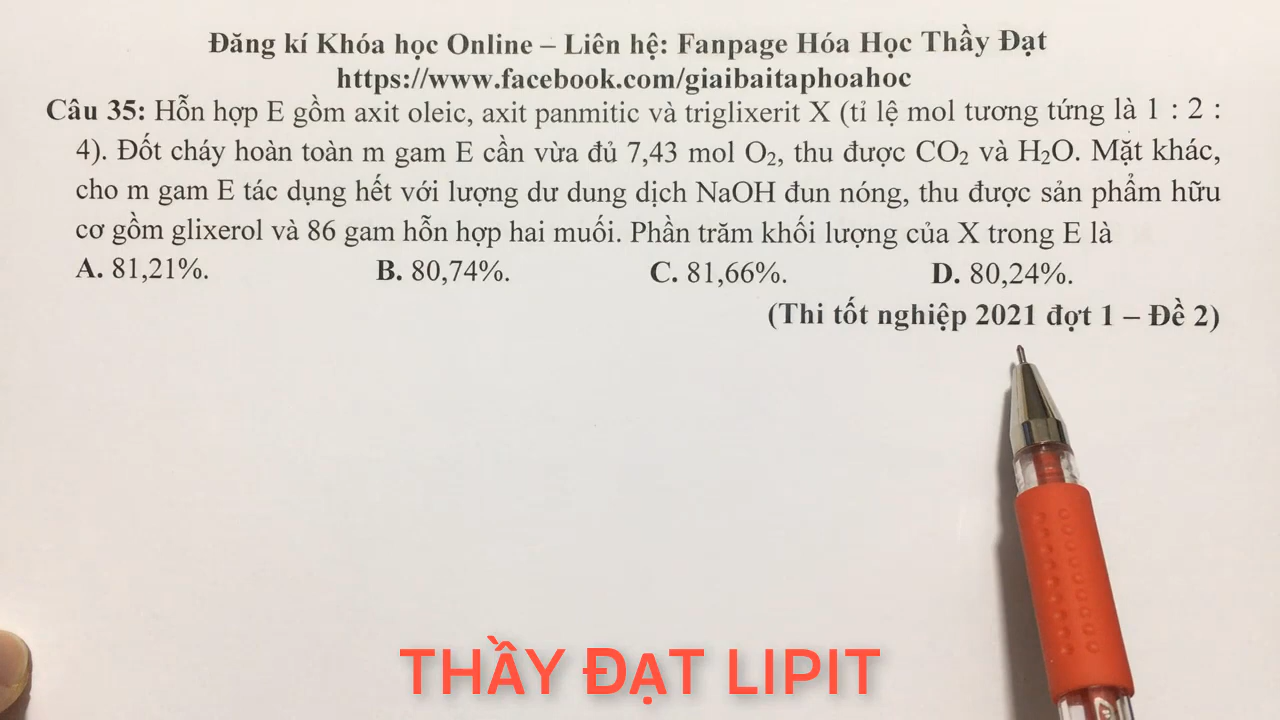 Đăng kí Khóa học Online – Liên hệ: Fanpage Hóa Học Thầy Đạt
https://www.facebook.com/giaibaitaphoahoc
Câu 35: Hỗn hợp E gồm axit oleic, axit panmitic và triglixerit X (tỉ lệ mol tương tứng là 1 : 2 :
4). Đốt cháy hoàn toàn m gam E cần vừa đủ 7,43 mol O₂, thu được CO₂ và H₂O. Mặt khác,
cho m gam E tác dụng hết với lượng dư dung dịch NaOH đun nóng, thu được sản phẩm hữu
cơ gồm glixerol và 86 gam hỗn hợp hai muối. Phần trăm khối lượng của X trong E là
A. 81,21%. B. 80,74%. C. 81,66%. D. 80,24%.
(Thi tốt nghiệp 2021 đợt 1 – Đề 2)
THẦY ĐẠT LIPIT